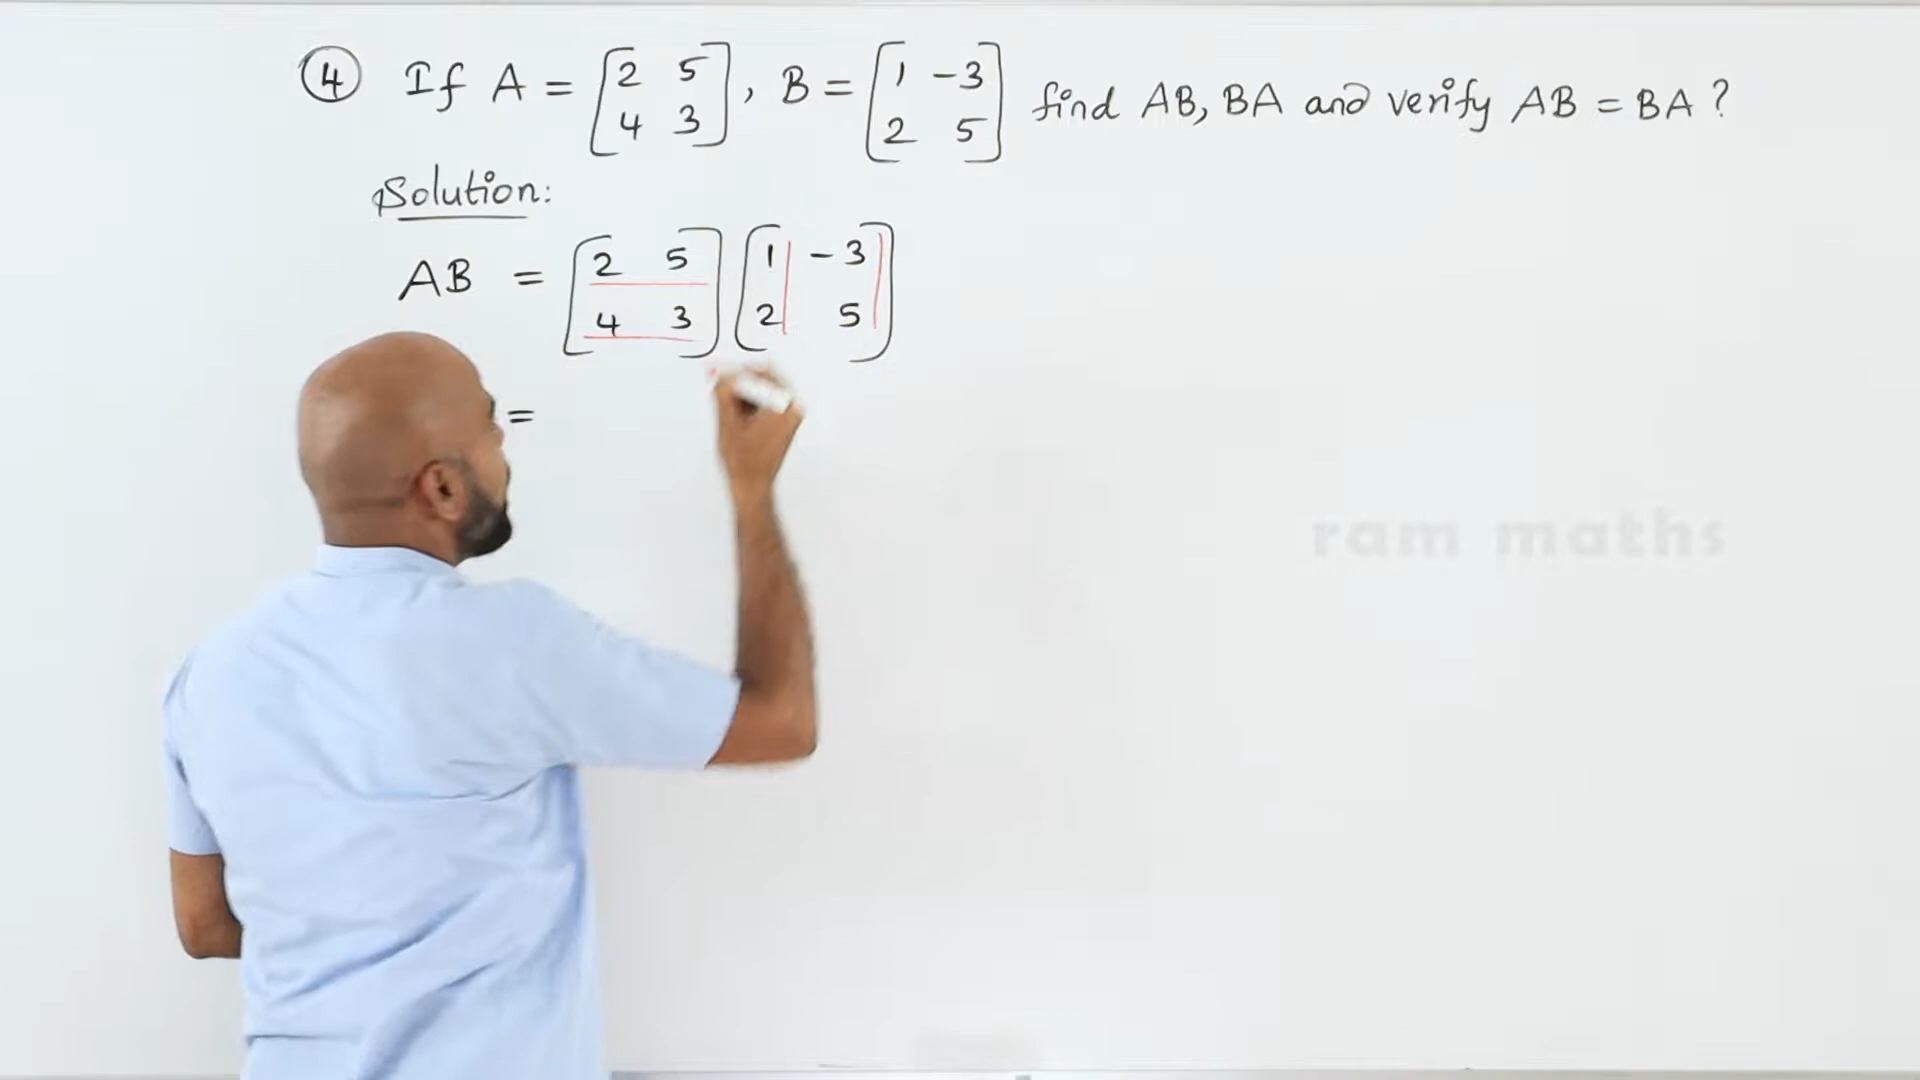 ④ If A = [2 5 4 3], B = [1 -3 2 5] find AB, BA and verify AB = BA ?
Solution:
AB = [2 5 4 3] [1 -3 2 5]
=
ram maths